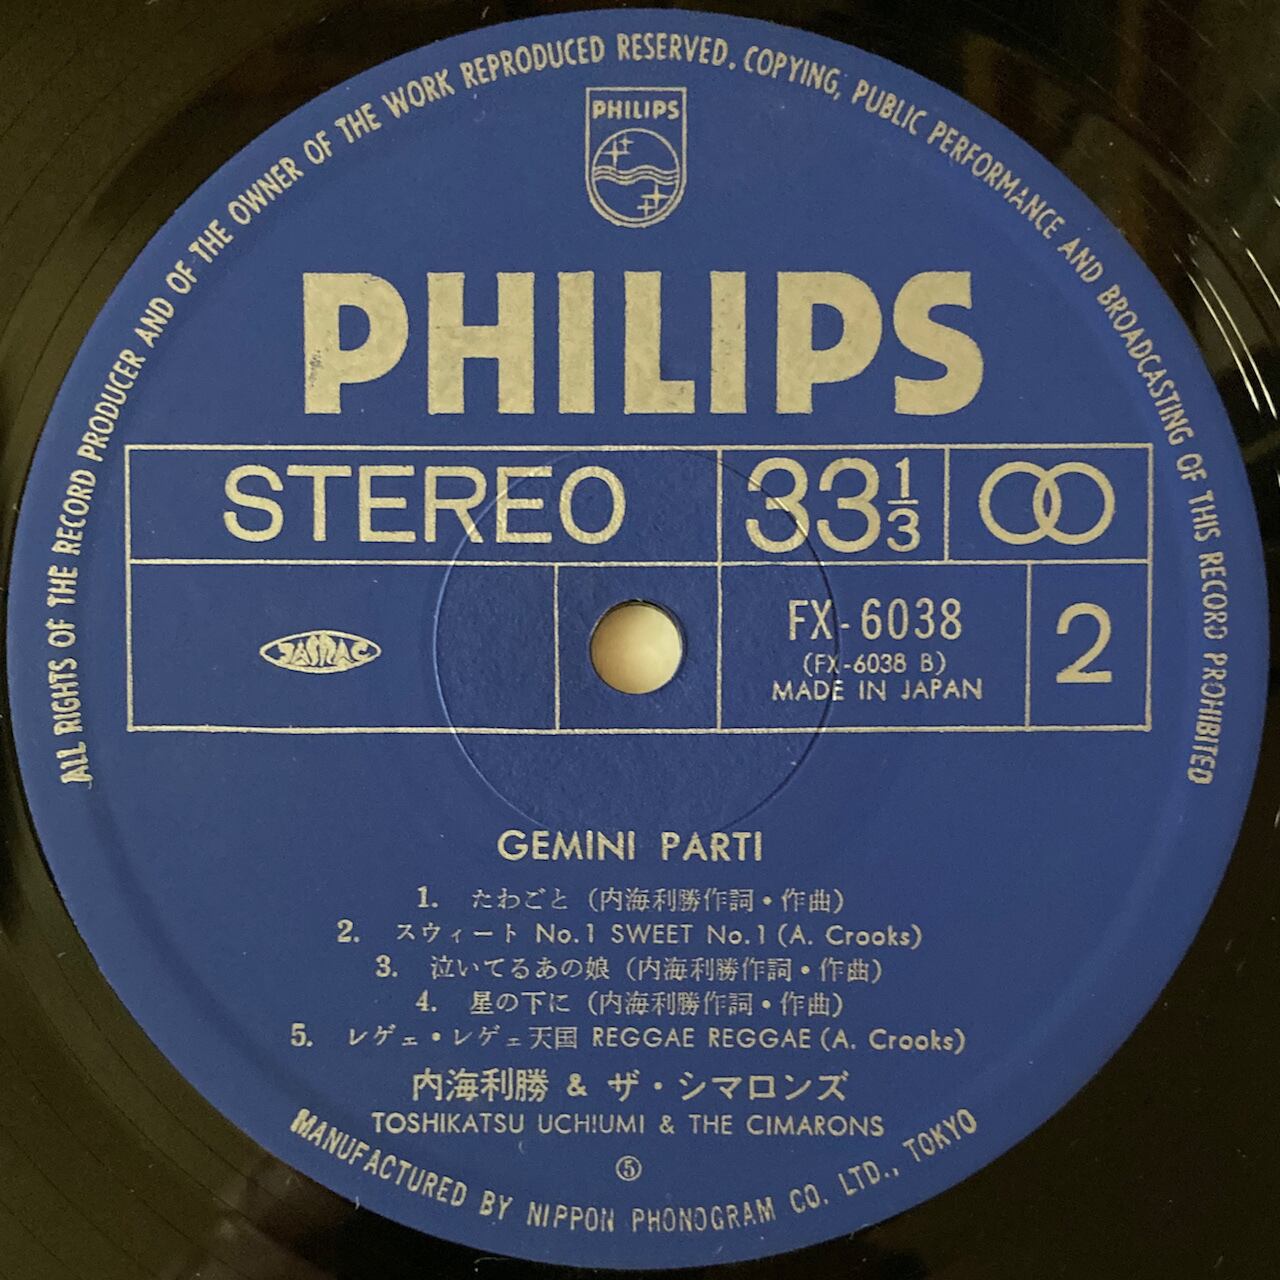 ALL RIGHTS OF THE RECORD PRODUCER AND OF THE OWNER OF THE WORK REPRODUCED RESERVED. COPYING, PUBLIC PERFORMANCE AND BROADCASTING OF THIS RECORD PROHIBITED
PHILIPS
PHILIPS
STEREO 33 1/3
JASRAC
FX-6038 2
(FX-6038 B)
MADE IN JAPAN
GEMINI PARTI
1. たわごと (内海利勝作詞・作曲)
2. スウィート No.1 SWEET No.1 (A. Crooks)
3. 泣いてるあの娘 (内海利勝作詞・作曲)
4. 星の下に (内海利勝作詞・作曲)
5. レゲェ・レゲェ天国 REGGAE REGGAE (A. Crooks)
内海利勝 & ザ・シマロンズ
TOSHIKATSU UCHIUMI & THE CIMARONS
⑤
MANUFACTURED BY NIPPON PHONOGRAM CO. LTD., TOKYO